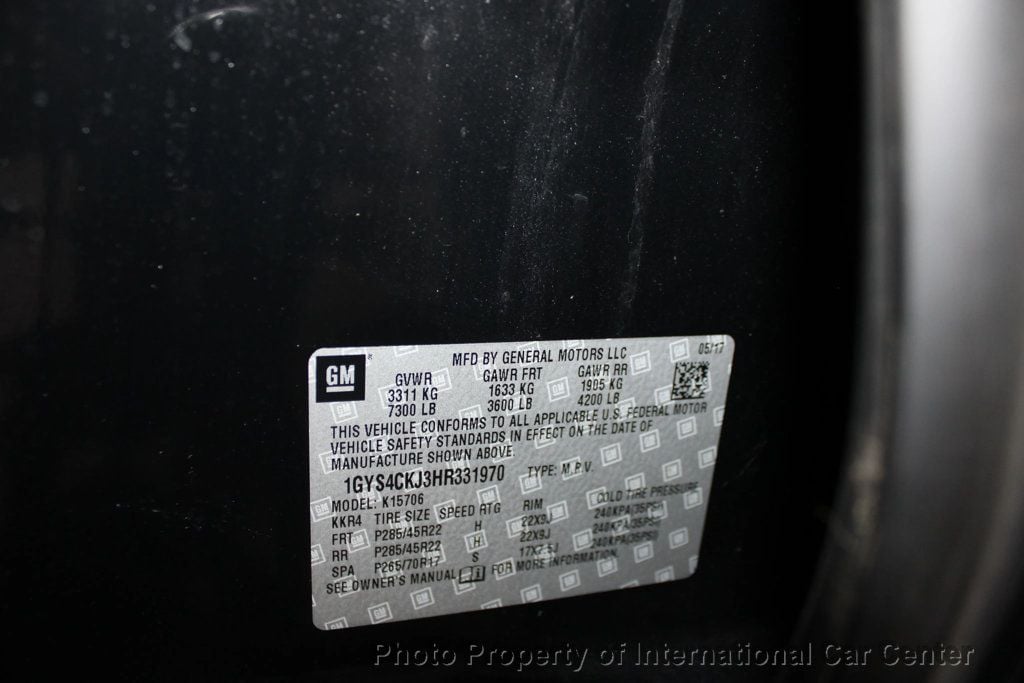 GM
MFD BY GENERAL MOTORS LLC 05/17
GVWR GAWR FRT GAWR RR
3311 KG 1633 KG 1905 KG
7300 LB 3600 LB 4200 LB
THIS VEHICLE CONFORMS TO ALL APPLICABLE U.S. FEDERAL MOTOR
VEHICLE SAFETY STANDARDS IN EFFECT ON THE DATE OF
MANUFACTURE SHOWN ABOVE.
1GYS4CKJ3HR331970 TYPE: M.P.V.
MODEL: K15706
KKR4 TIRE SIZE SPEED RTG RIM COLD TIRE PRESSURE
FRT P285/45R22 H 22X9J 240KPA(35PSI)
RR P285/45R22 H 22X9J 240KPA(35PSI)
SPA P265/70R17 S 17X7.5J 240KPA(35PSI)
SEE OWNER'S MANUAL FOR MORE INFORMATION.
Photo Property of International Car Center